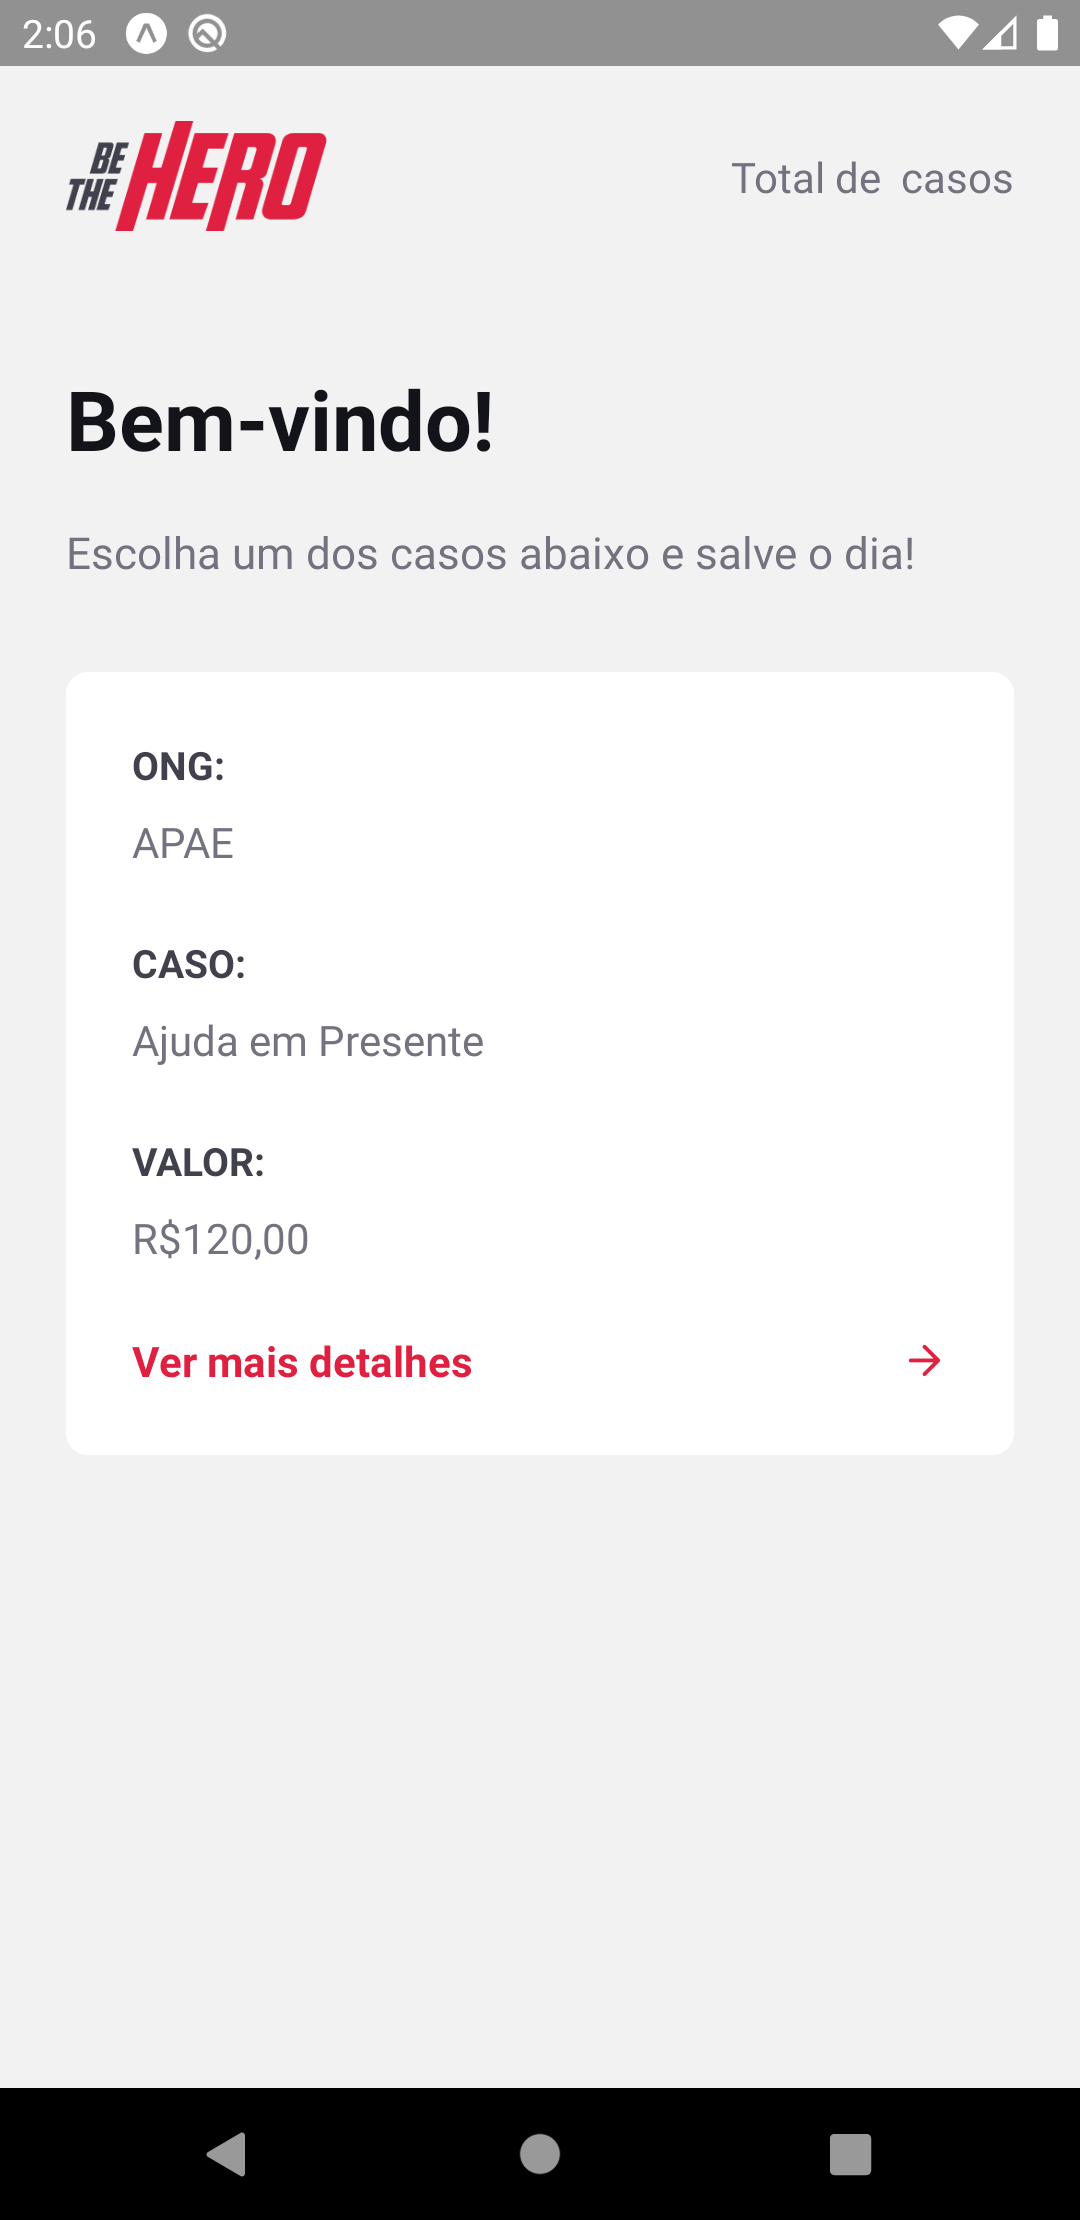 2:06
BE
THE HERO
Total de  casos
Bem-vindo!
Escolha um dos casos abaixo e salve o dia!
ONG:
APAE
CASO:
Ajuda em Presente
VALOR:
R$120,00
Ver mais detalhes